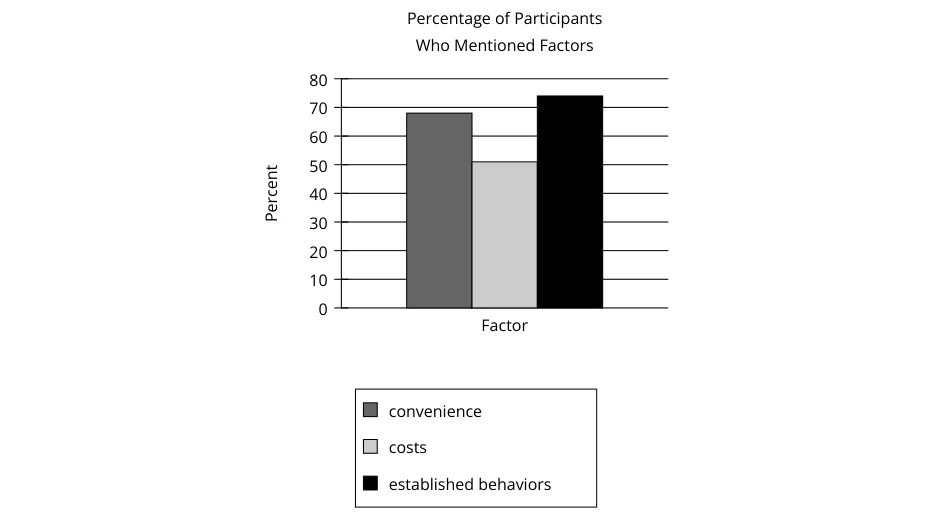 Percentage of Participants
Who Mentioned Factors
80
70
60
50
40
30
20
10
0
Percent
Factor
convenience
costs
established behaviors